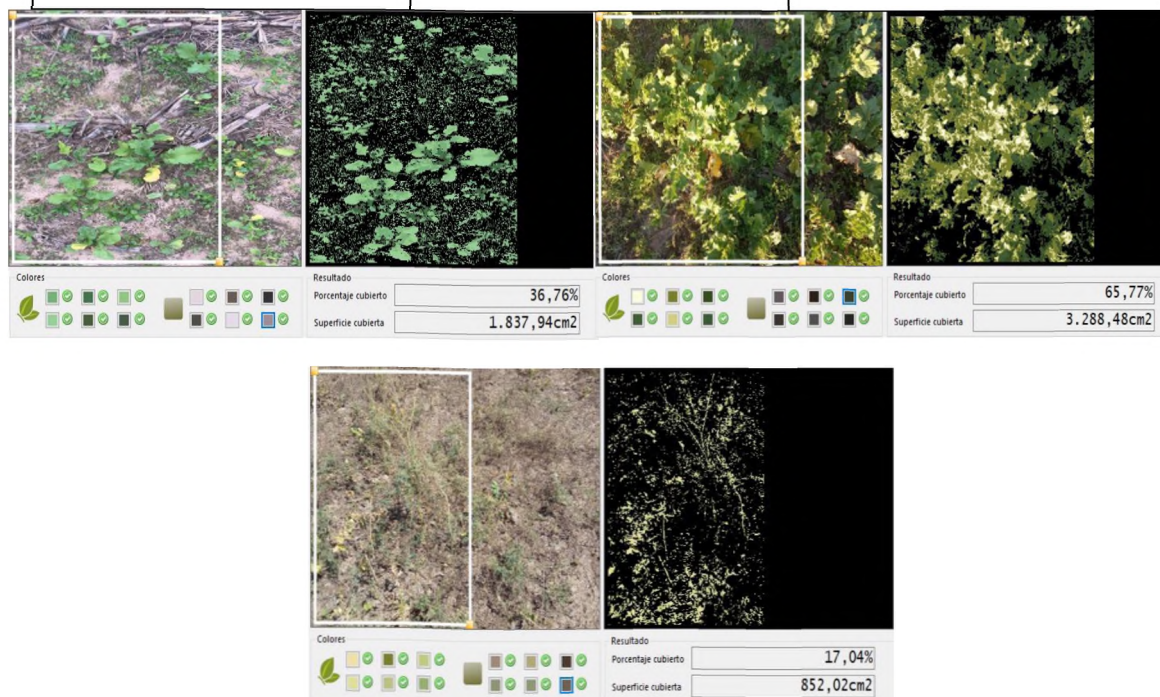 Colores
Resultado
Porcentaje cubierto 36,76%
Superficie cubierta 1.837,94cm2
Colores
Resultado
Porcentaje cubierto 65,77%
Superficie cubierta 3.288,48cm2
Colores
Resultado
Porcentaje cubierto 17,04%
Superficie cubierta 852,02cm2